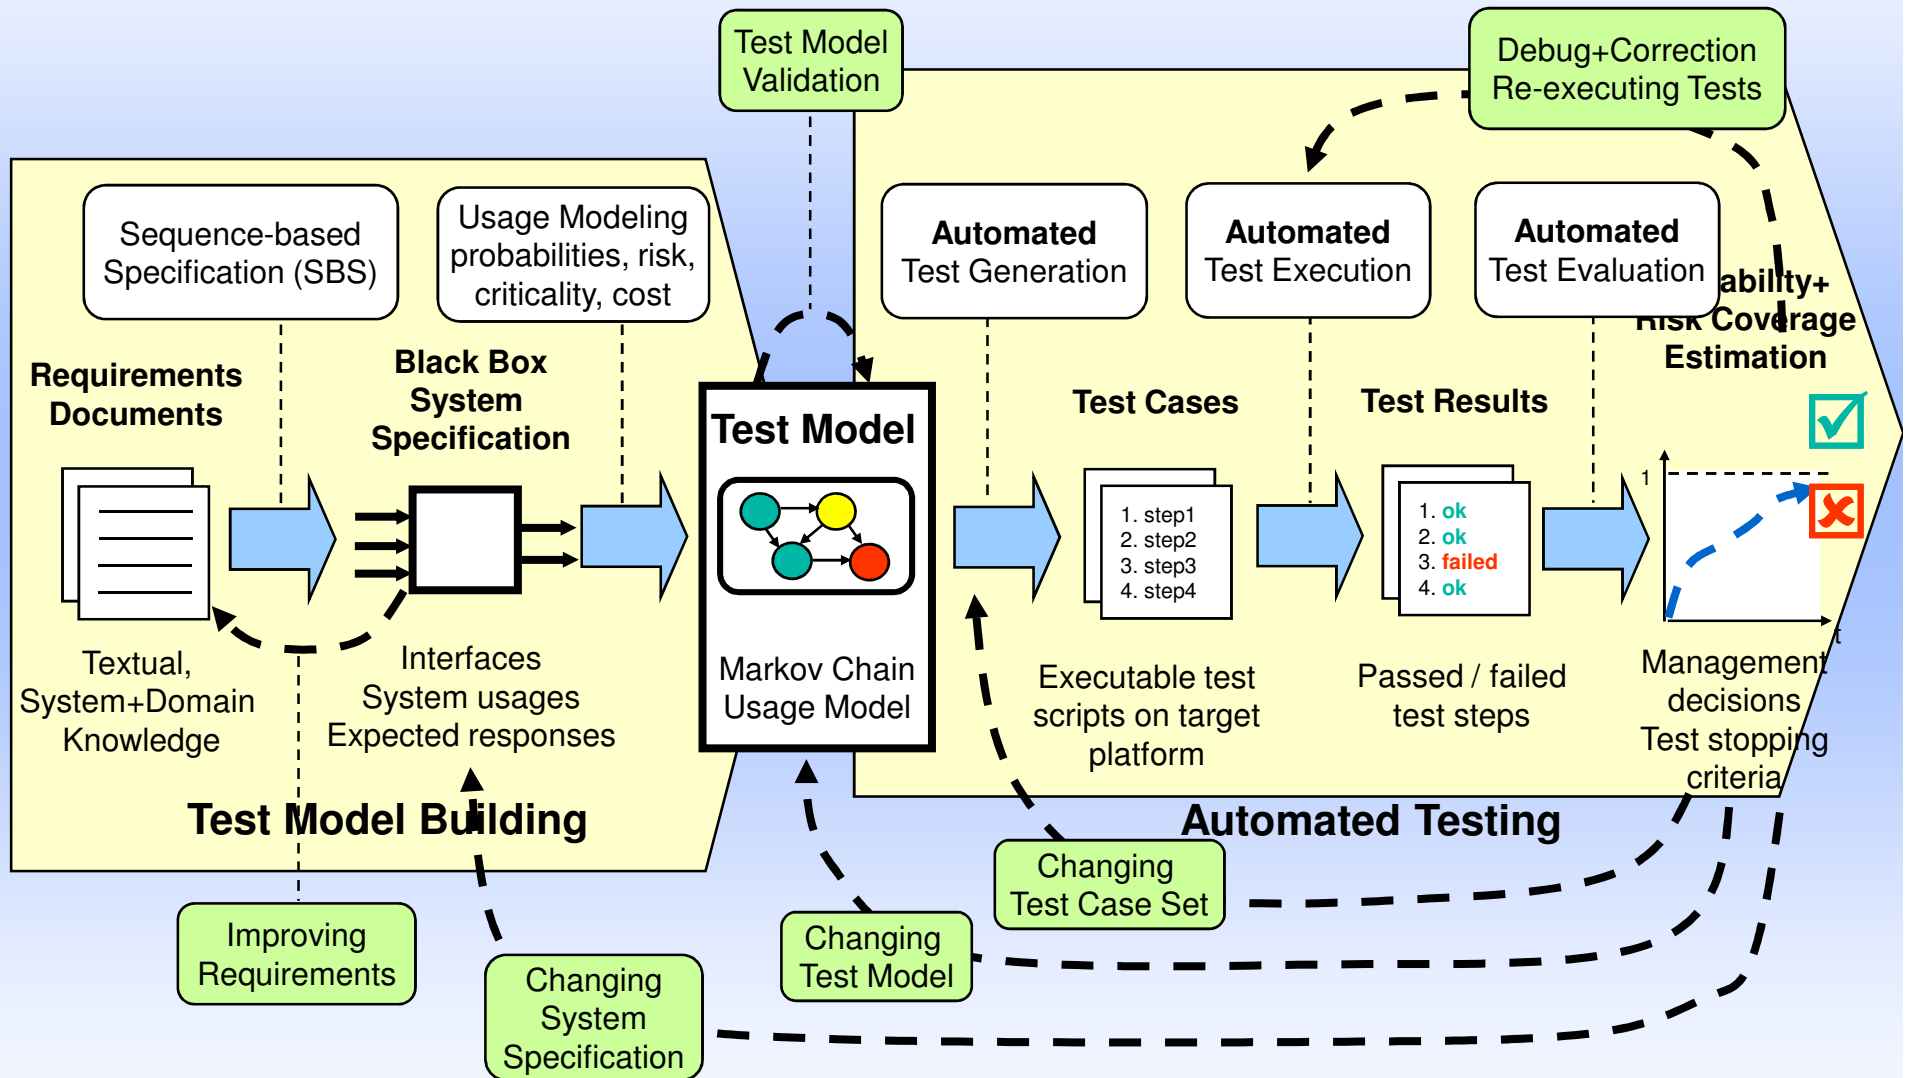 Test Model
Validation
Debug+Correction
Re-executing Tests
Sequence-based
Specification (SBS)
Usage Modeling
probabilities, risk,
criticality, cost
Automated
Test Generation
Automated
Test Execution
Automated
Test Evaluation
ability+
Risk Coverage
Estimation
Requirements
Documents
Black Box
System
Specification
Test Model
Test Cases
Test Results
1. step1
2. step2
3. step3
4. step4
1. ok
2. ok
3. failed
4. ok
1
t
Textual,
System+Domain
Knowledge
Interfaces
System usages
Expected responses
Markov Chain
Usage Model
Executable test
scripts on target
platform
Passed / failed
test steps
Management
decisions
Test stopping
criteria
Test Model Building
Automated Testing
Improving
Requirements
Changing
System
Specification
Changing
Test Model
Changing
Test Case Set